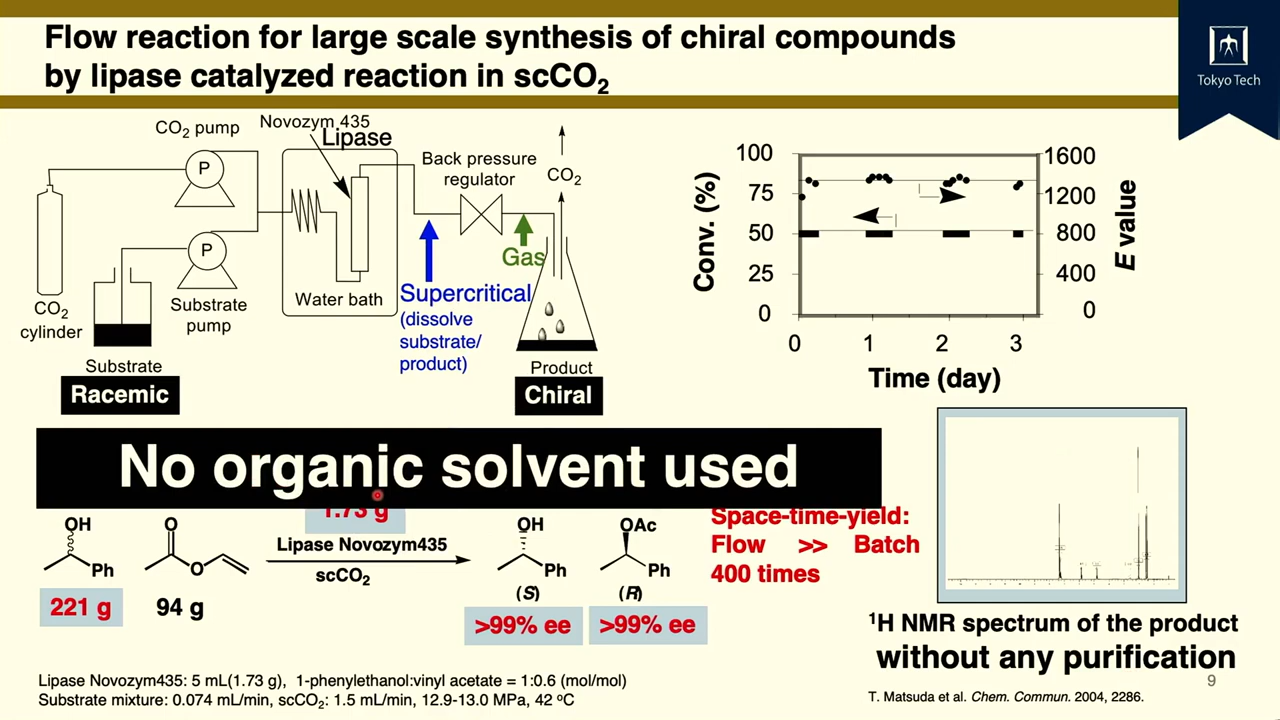 Flow reaction for large scale synthesis of chiral compounds
by lipase catalyzed reaction in scCO₂
Tokyo Tech
CO₂ pump
Novozym 435
Lipase
Back pressure
regulator
CO₂
P
P
Gas
Water bath
Supercritical
(dissolve
substrate/
product)
CO₂
cylinder
Substrate
pump
Substrate
Racemic
Product
Chiral
100
75
50
25
0
Conv. (%)
1600
1200
800
400
0
E value
0 1 2 3
Time (day)
No organic solvent used
1.73 g
OH
Ph
O
O
Lipase Novozym435
scCO₂
OH
Ph
(S)
OAc
Ph
(R)
221 g
94 g
>99% ee
>99% ee
Space-time-yield:
Flow >> Batch
400 times
¹H NMR spectrum of the product
without any purification
Lipase Novozym435: 5 mL(1.73 g), 1-phenylethanol:vinyl acetate = 1:0.6 (mol/mol)
Substrate mixture: 0.074 mL/min, scCO₂: 1.5 mL/min, 12.9-13.0 MPa, 42 ºC
T. Matsuda et al. Chem. Commun. 2004, 2286.
9